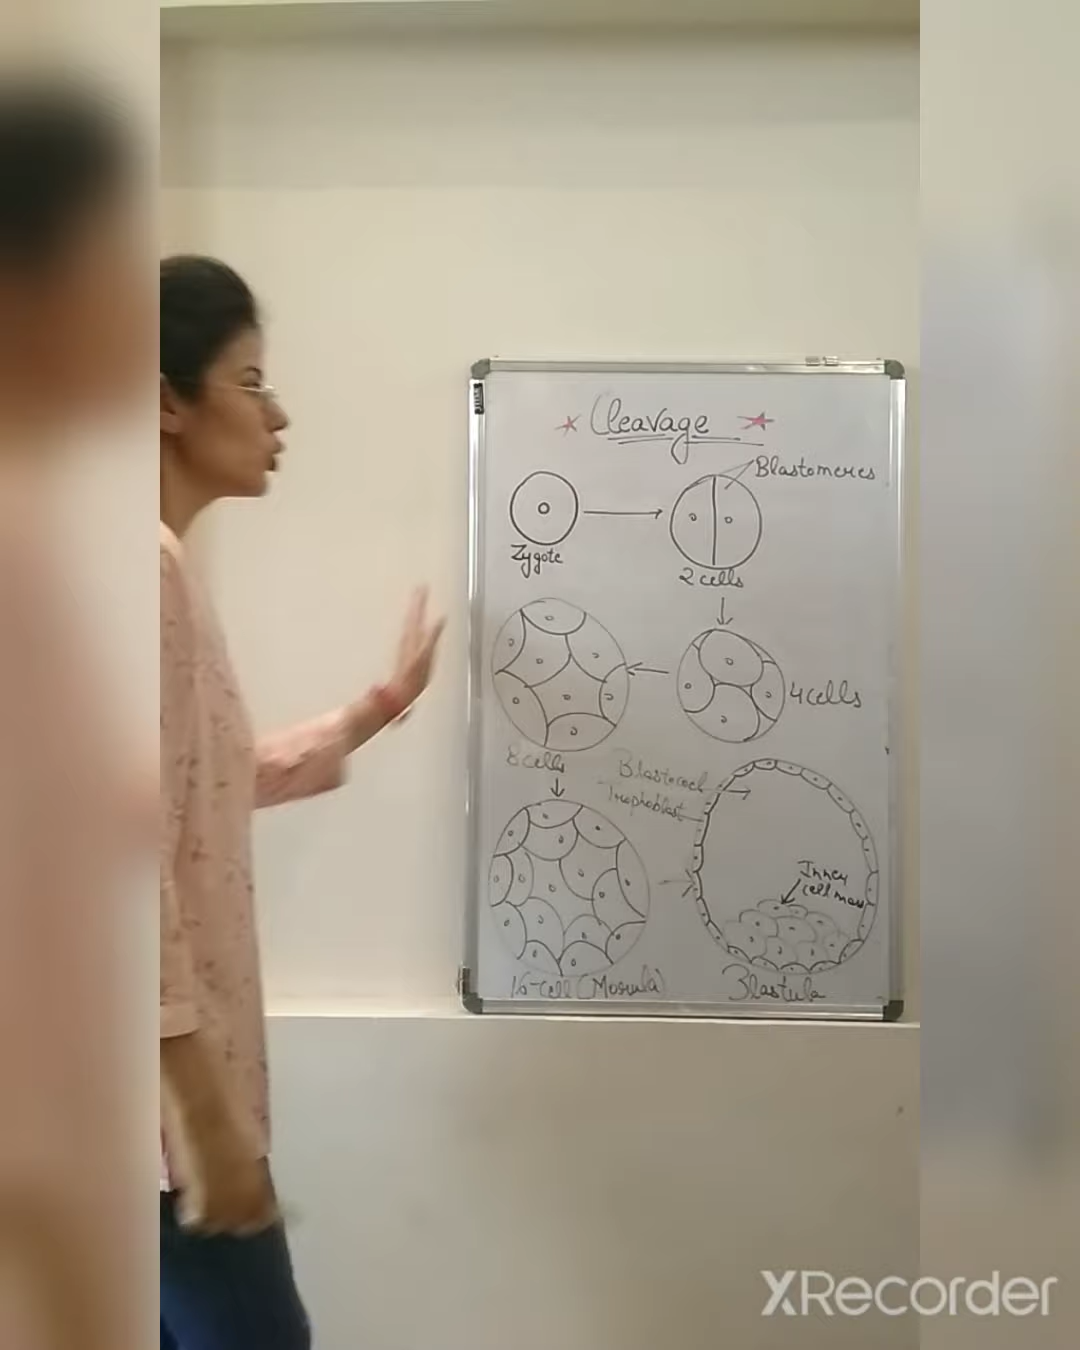 Cleavage
Blastomeres
Zygote
2 cells
4 cells
8 cells
Blastocoel
Trophoblast
Inner
cell mass
16-cell (Morula)
Blastula
XRecorder